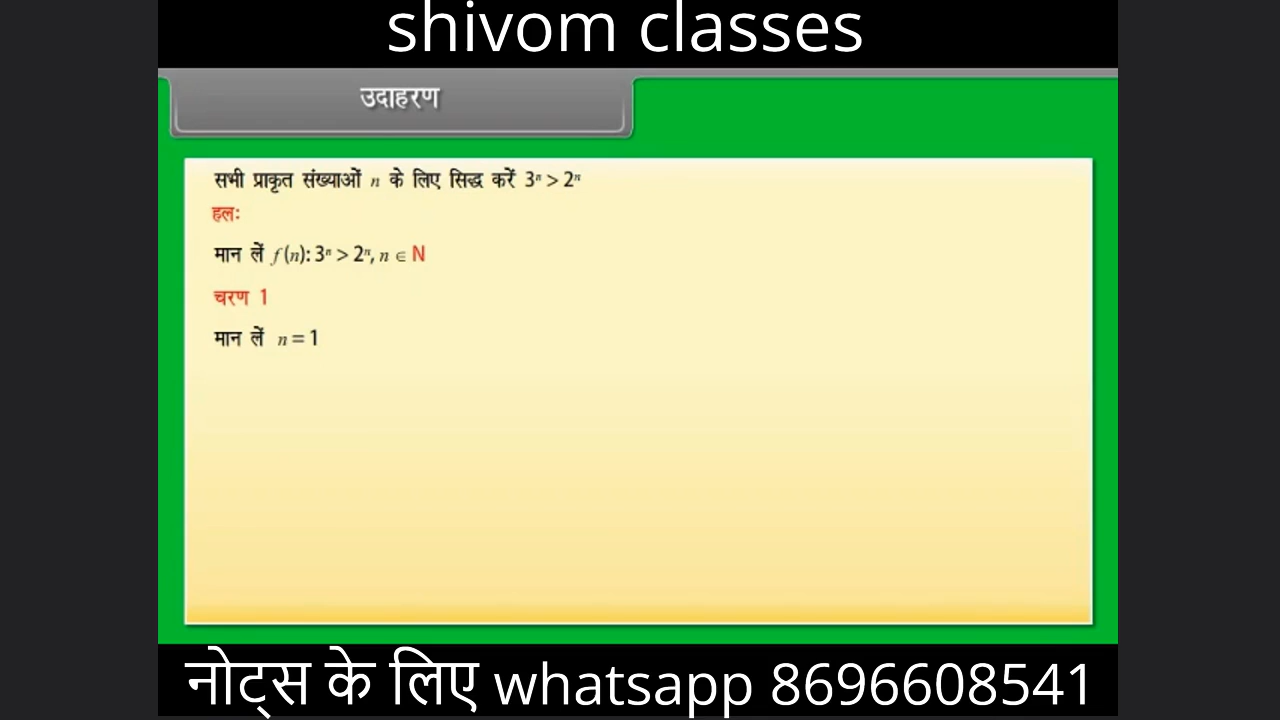 shivom classes
उदाहरण
सभी प्राकृत संख्याओं n के लिए सिद्ध करें 3ⁿ > 2ⁿ
हलः
मान लें f (n): 3ⁿ > 2ⁿ, n ∈ N
चरण 1
मान लें n = 1
नोट्स के लिए whatsapp 8696608541